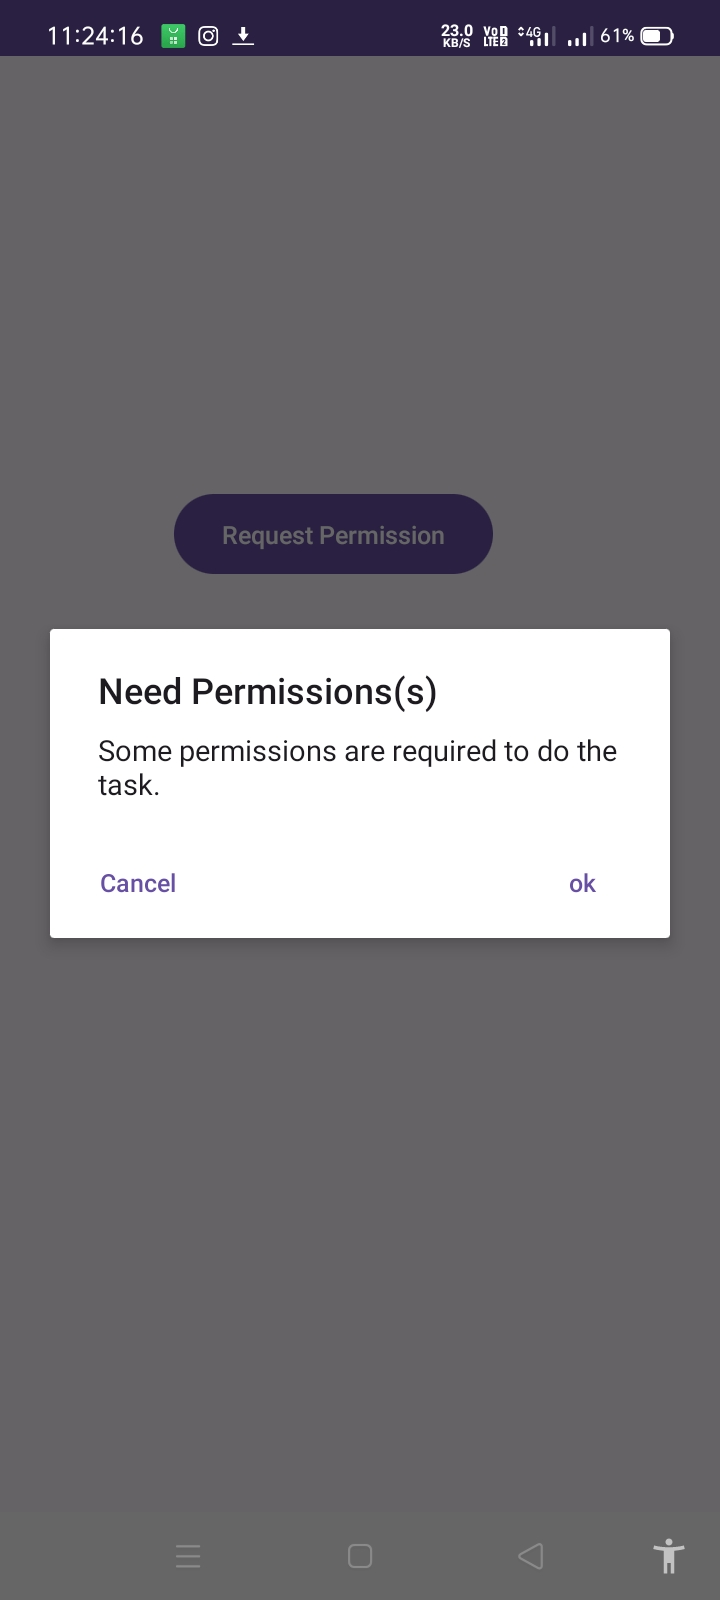 11:24:16 23.0 KB/S VoD LTE2 4G 61%
Request Permission
Need Permissions(s)
Some permissions are required to do the
task.
Cancel ok